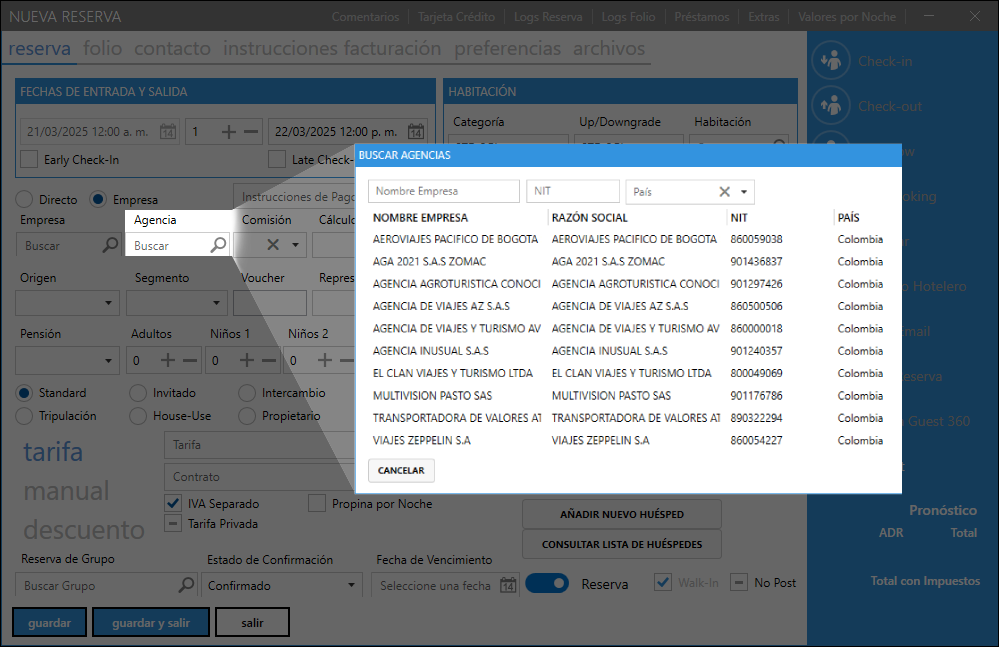 NUEVA RESERVA
Comentarios Tarjeta Crédito Logs Reserva Logs Folio Préstamos Extras Valores por Noche
reserva folio contacto instrucciones facturación preferencias archivos
FECHAS DE ENTRADA Y SALIDA
HABITACIÓN
Categoría Up/Downgrade Habitación
21/03/2025 12:00 a. m. 14 1 22/03/2025 12:00 p. m. 14
Early Check-In Late Check-
Directo Empresa Instrucciones de Pago
Empresa Agencia Comisión Cálculo
Buscar Buscar
Origen Segmento Voucher Repres
Pensión Adultos Niños 1 Niños 2
0 0 0
Standard Invitado Intercambio
Tripulación House-Use Propietario
tarifa
manual
descuento
Tarifa
Contrato
IVA Separado Propina por Noche
Tarifa Privada
Reserva de Grupo Estado de Confirmación Fecha de Vencimiento
Buscar Grupo Confirmado Seleccione una fecha 14
Reserva Walk-In No Post
guardar guardar y salir salir
BUSCAR AGENCIAS
Nombre Empresa NIT País
NOMBRE EMPRESA RAZÓN SOCIAL NIT PAÍS
AEROVIAJES PACIFICO DE BOGOTA AEROVIAJES PACIFICO DE BOGOTA 860059038 Colombia
AGA 2021 S.A.S ZOMAC AGA 2021 S.A.S ZOMAC 901436837 Colombia
AGENCIA AGROTURISTICA CONOCI AGENCIA AGROTURISTICA CONOCI 901297426 Colombia
AGENCIA DE VIAJES AZ S.A.S AGENCIA DE VIAJES AZ S.A.S 860500506 Colombia
AGENCIA DE VIAJES Y TURISMO AV AGENCIA DE VIAJES Y TURISMO AV 860000018 Colombia
AGENCIA INUSUAL S.A.S AGENCIA INUSUAL S.A.S 901240357 Colombia
EL CLAN VIAJES Y TURISMO LTDA EL CLAN VIAJES Y TURISMO LTDA 800049069 Colombia
MULTIVISION PASTO SAS MULTIVISION PASTO SAS 901176786 Colombia
TRANSPORTADORA DE VALORES AT TRANSPORTADORA DE VALORES AT 890322294 Colombia
VIAJES ZEPPELIN S.A VIAJES ZEPPELIN S.A 860054227 Colombia
CANCELAR
AÑADIR NUEVO HUÉSPED
CONSULTAR LISTA DE HUÉSPEDES
Check-in
Check-out
Hotelero
Guest 360
Pronóstico
ADR Total
Total con Impuestos